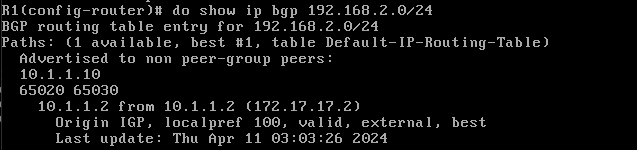 R1(config-router)# do show ip bgp 192.168.2.0/24
BGP routing table entry for 192.168.2.0/24
Paths: (1 available, best #1, table Default-IP-Routing-Table)
  Advertised to non peer-group peers:
  10.1.1.10
  65020 65030
    10.1.1.2 from 10.1.1.2 (172.17.17.2)
      Origin IGP, localpref 100, valid, external, best
      Last update: Thu Apr 11 03:03:26 2024